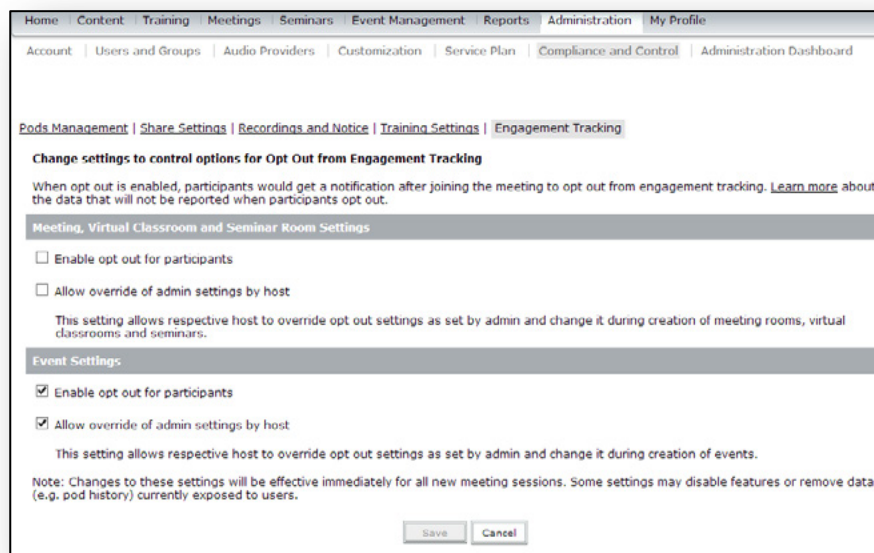 Home Content Training Meetings Seminars Event Management Reports Administration My Profile
Account | Users and Groups | Audio Providers | Customization | Service Plan | Compliance and Control | Administration Dashboard
Pods Management | Share Settings | Recordings and Notice | Training Settings | Engagement Tracking
Change settings to control options for Opt Out from Engagement Tracking
When opt out is enabled, participants would get a notification after joining the meeting to opt out from engagement tracking. Learn more about
the data that will not be reported when participants opt out.
Meeting, Virtual Classroom and Seminar Room Settings
Enable opt out for participants
Allow override of admin settings by host
This setting allows respective host to override opt out settings as set by admin and change it during creation of meeting rooms, virtual
classrooms and seminars.
Event Settings
Enable opt out for participants
Allow override of admin settings by host
This setting allows respective host to override opt out settings as set by admin and change it during creation of events.
Note: Changes to these settings will be effective immediately for all new meeting sessions. Some settings may disable features or remove data
(e.g. pod history) currently exposed to users.
Save Cancel